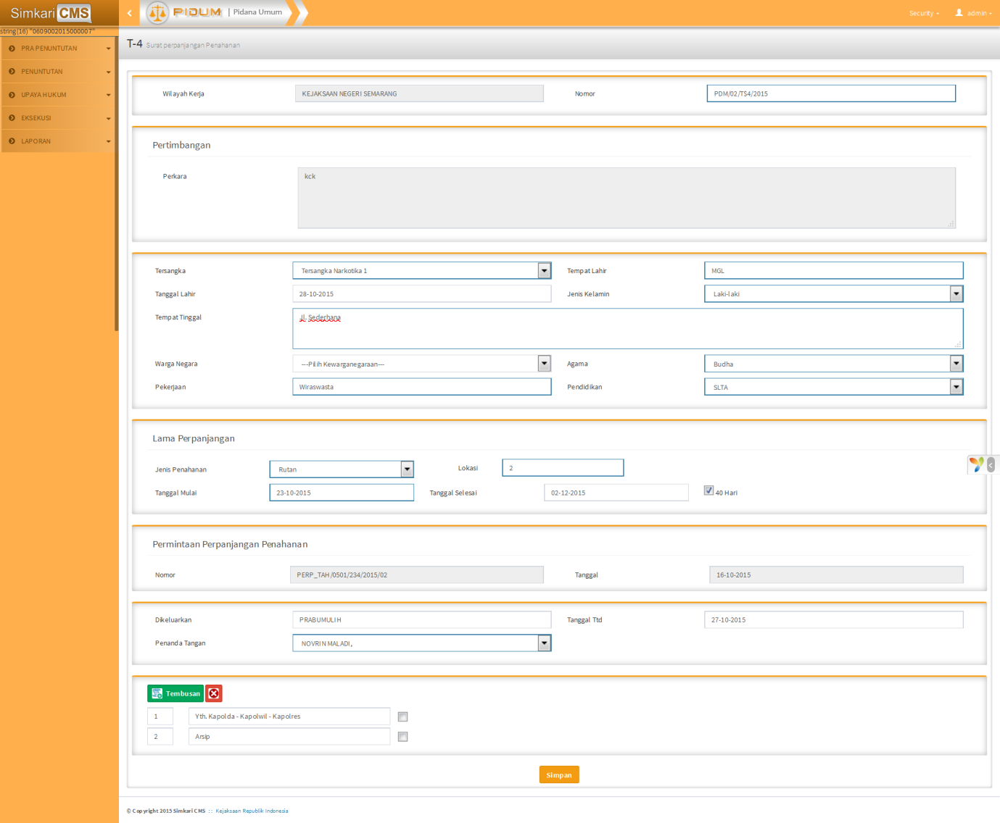 Simkari CMS
PIDUM | Pidana Umum
Security
admin
string(16) "0609002015000007"
PRA PENUNTUTAN
PENUNTUTAN
UPAYA HUKUM
EKSEKUSI
LAPORAN
T-4 Surat perpanjangan Penahanan
Wilayah Kerja KEJAKSAAN NEGERI SEMARANG Nomor PDM/02/TS4/2015
Pertimbangan
Perkara kck
Tersangka Tersangka Narkotika 1 Tempat Lahir MGL
Tanggal Lahir 28-10-2015 Jenis Kelamin Laki-laki
Tempat Tinggal Jl. Sederhana
Warga Negara ---Pilih Kewarganegaraan--- Agama Budha
Pekerjaan Wiraswasta Pendidikan SLTA
Lama Perpanjangan
Jenis Penahanan Rutan Lokasi 2
Tanggal Mulai 23-10-2015 Tanggal Selesai 02-12-2015 40 Hari
Permintaan Perpanjangan Penahanan
Nomor PERP_TAH/0501/234/2015/02 Tanggal 16-10-2015
Dikeluarkan PRABUMULIH Tanggal Ttd 27-10-2015
Penanda Tangan NOVRIN MALADI,
Tembusan
1 Yth. Kapolda - Kapolwil - Kapolres
2 Arsip
Simpan
© Copyright 2015 Simkari CMS :: Kejaksaan Republik Indonesia